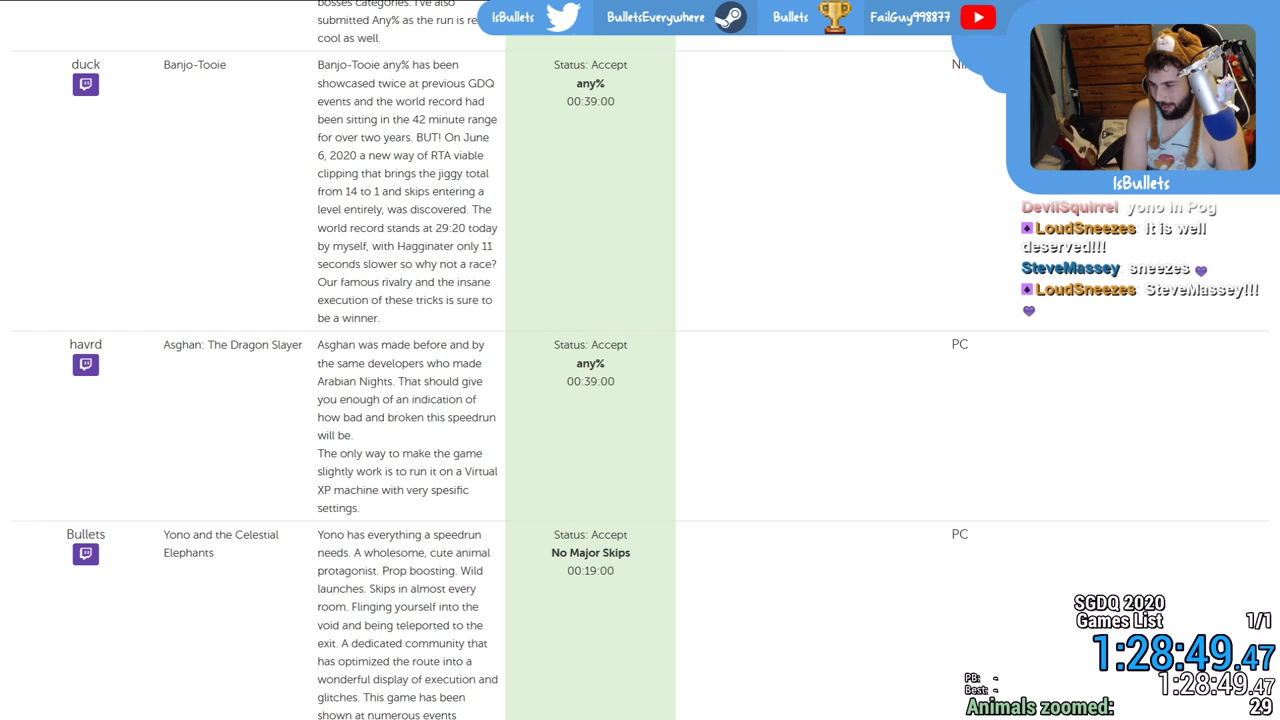 bosses categories. I've also
submitted Any% as the run is re
cool as well.
IsBullets
BulletsEverywhere
Bullets
FailGuy998877
duck
Banjo-Tooie
Banjo-Tooie any% has been
showcased twice at previous GDQ
events and the world record had
been sitting in the 42 minute range
for over two years. BUT! On June
6, 2020 a new way of RTA viable
clipping that brings the jiggy total
from 14 to 1 and skips entering a
level entirely, was discovered. The
world record stands at 29:20 today
by myself, with Hagginater only 11
seconds slower so why not a race?
Our famous rivalry and the insane
execution of these tricks is sure to
be a winner.
Status: Accept
any%
00:39:00
IsBullets
DevilSquirrel yono in Pog
LoudSneezes It is well
deserved!!!
SteveMassey sneezes
LoudSneezes SteveMassey!!!
havrd
Asghan: The Dragon Slayer
Asghan was made before and by
the same developers who made
Arabian Nights. That should give
you enough of an indication of
how bad and broken this speedrun
will be.
The only way to make the game
slightly work is to run it on a Virtual
XP machine with very spesific
settings.
Status: Accept
any%
00:39:00
PC
Bullets
Yono and the Celestial
Elephants
Yono has everything a speedrun
needs. A wholesome, cute animal
protagonist. Prop boosting. Wild
launches. Skips in almost every
room. Flinging yourself into the
void and being teleported to the
exit. A dedicated community that
has optimized the route into a
wonderful display of execution and
glitches. This game has been
shown at numerous events
Status: Accept
No Major Skips
00:19:00
PC
SGDQ 2020
Games List 1/1
1:28:49.47
PB: -
Best: -
1:28:49.47
Animals zoomed: 29